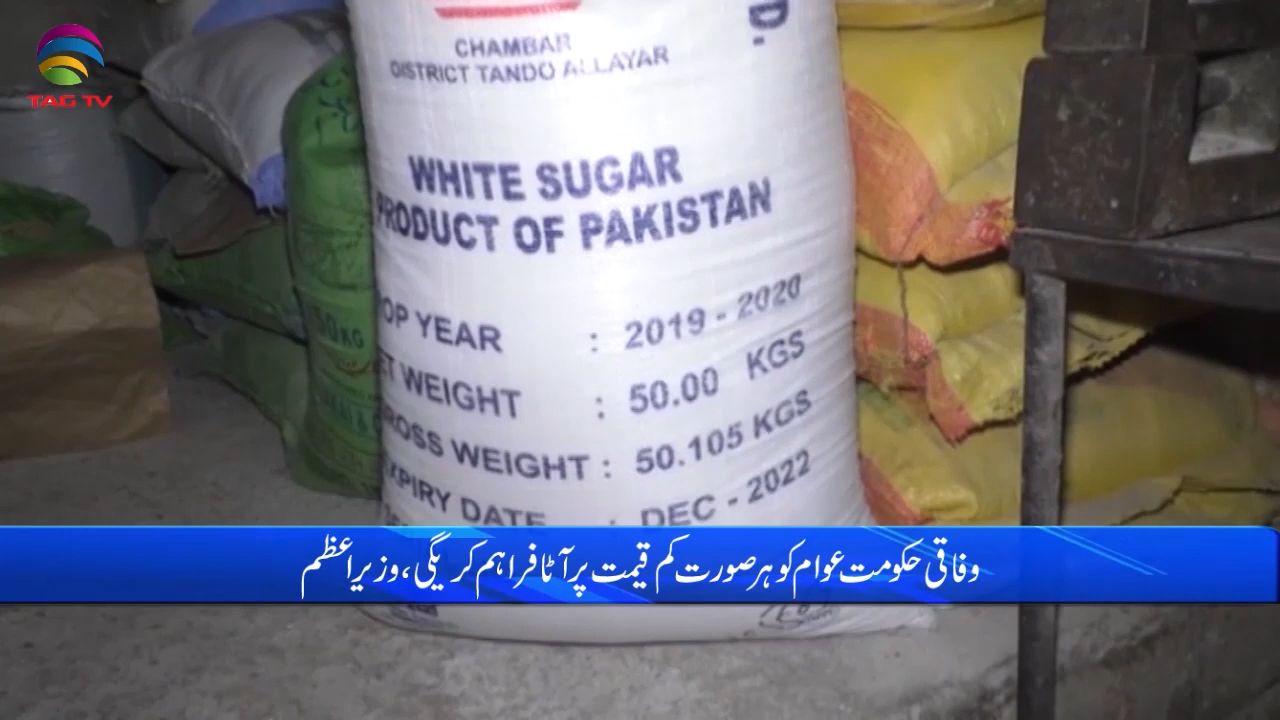 TAG TV
D.
CHAMBAR
DISTRICT TANDO ALLAYAR
WHITE SUGAR
PRODUCT OF PAKISTAN
OP YEAR : 2019 - 2020
ET WEIGHT : 50.00 KGS
ROSS WEIGHT : 50.105 KGS
XPIRY DATE : DEC - 2022
50KG
وفاقی حکومت عوام کو ہر صورت کم قیمت پر آٹا فراہم کریگی، وزیراعظم